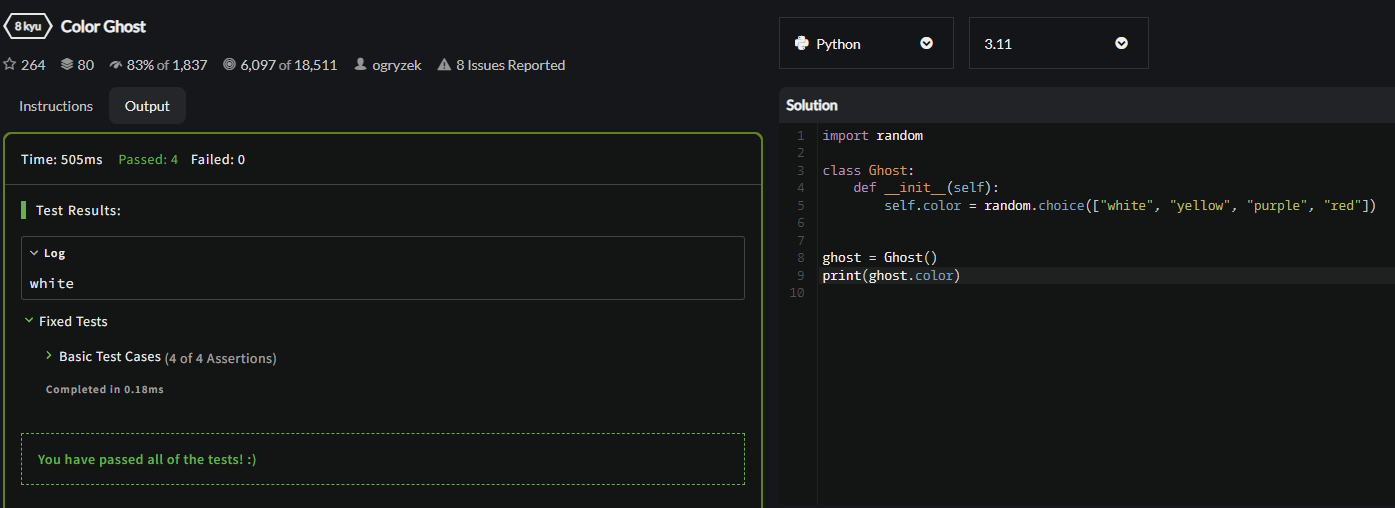 8 kyu Color Ghost
264 80 83% of 1,837 6,097 of 18,511 ogryzek 8 Issues Reported
Instructions Output
Time: 505ms Passed: 4 Failed: 0
Test Results:
Log
white
Fixed Tests
Basic Test Cases (4 of 4 Assertions)
Completed in 0.18ms
You have passed all of the tests! :)
Python 3.11
Solution
1 import random
2
3 class Ghost:
4     def __init__(self):
5         self.color = random.choice(["white", "yellow", "purple", "red"])
6
7
8 ghost = Ghost()
9 print(ghost.color)
10